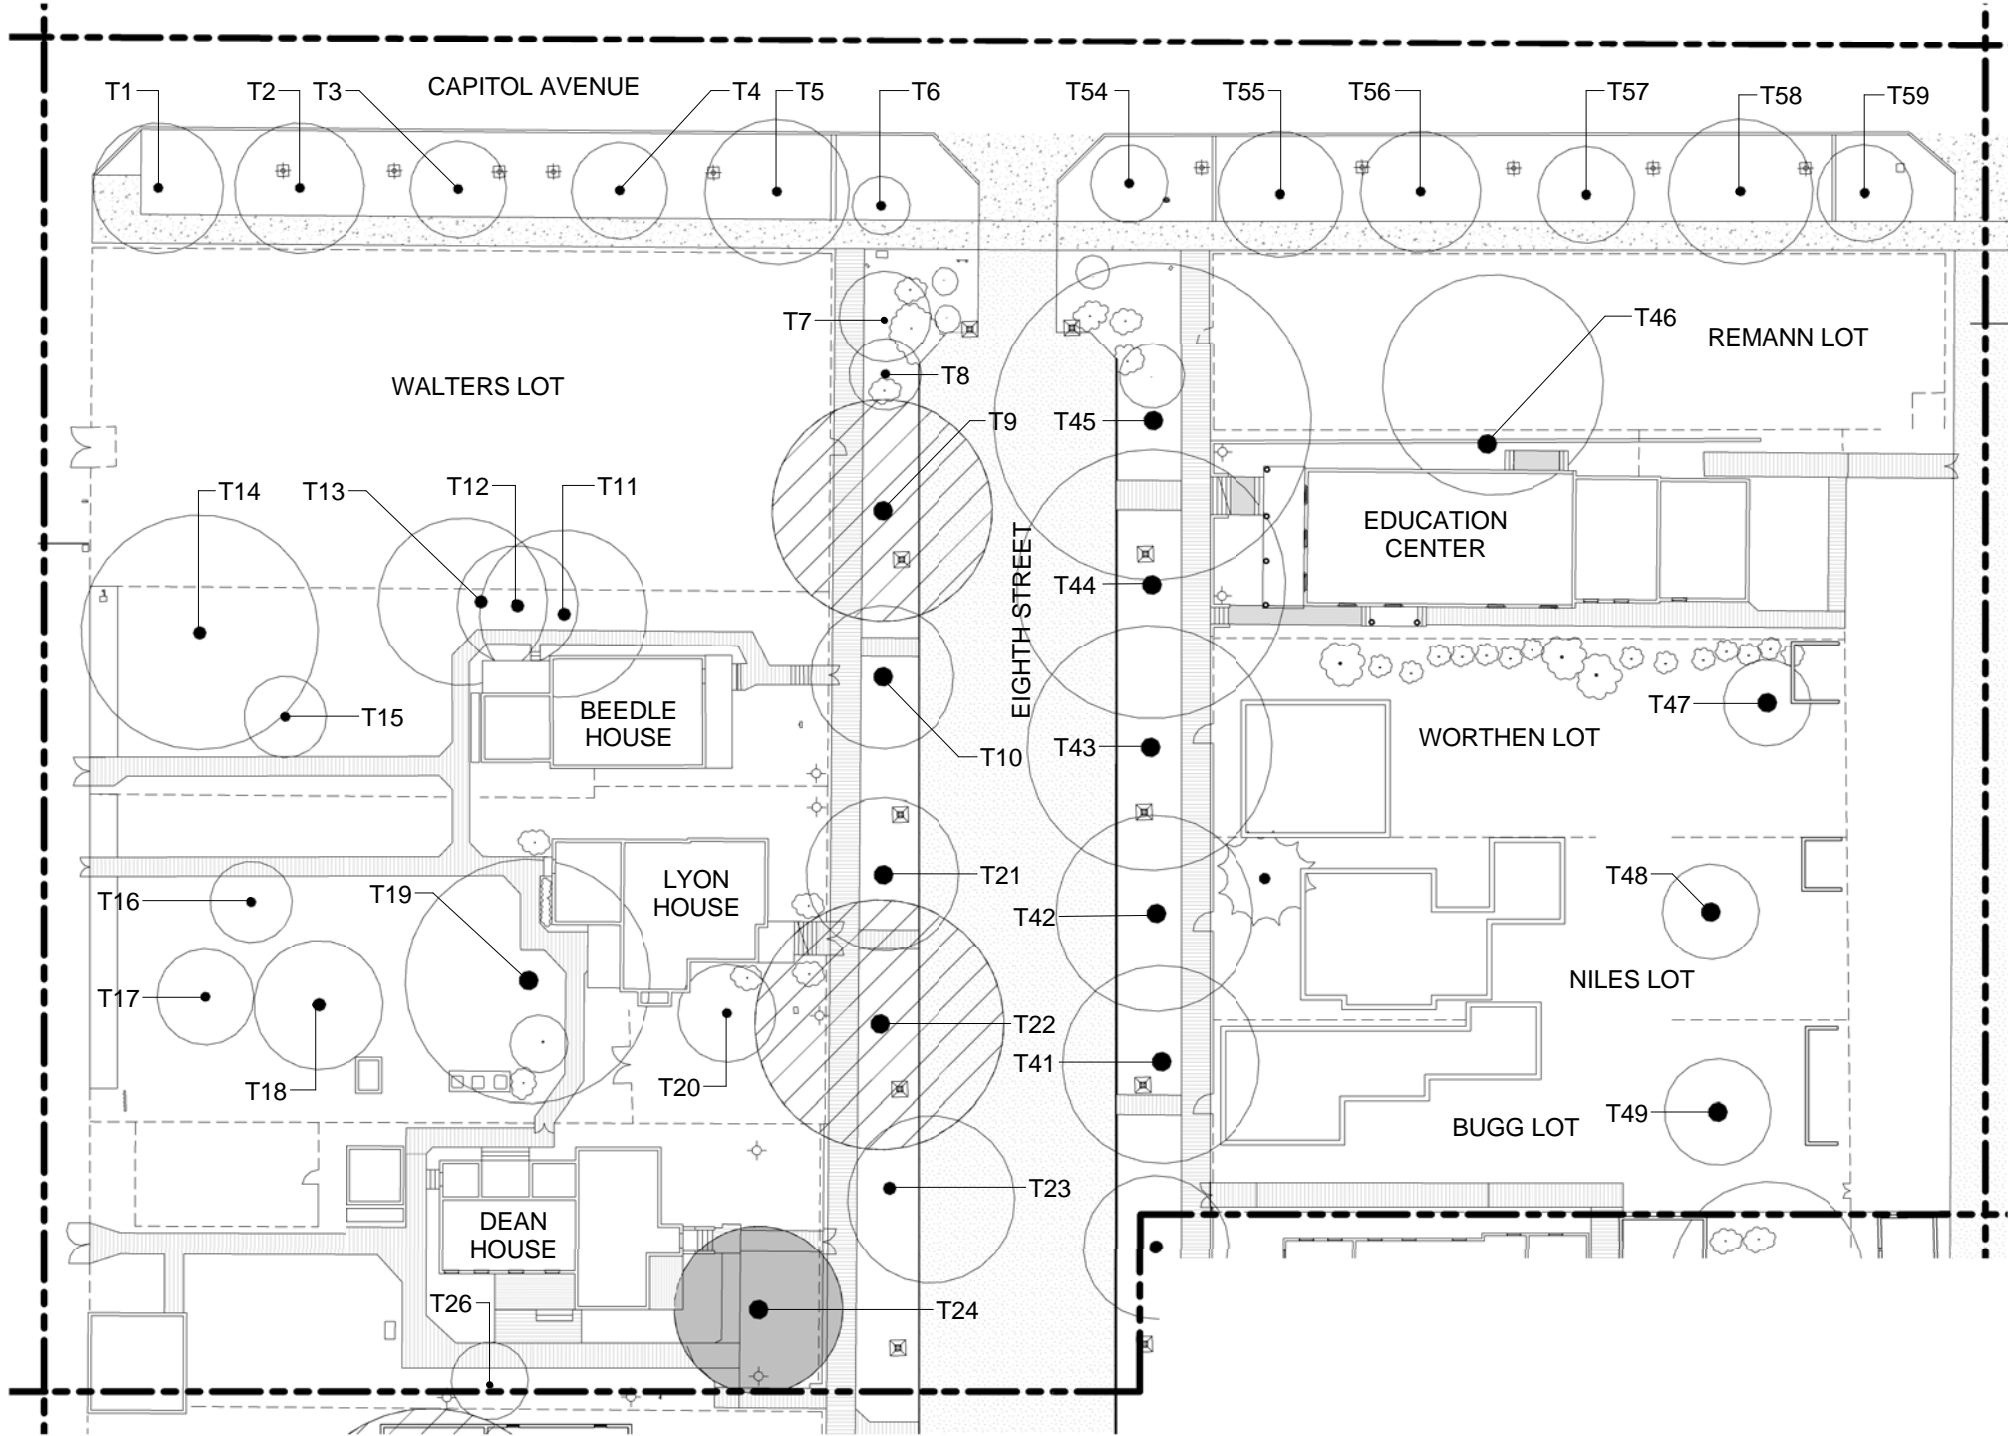 CAPITOL AVENUE
T1
T2
T3
T4
T5
T6
T54
T55
T56
T57
T58
T59
T7
T8
T46
REMANN LOT
WALTERS LOT
T9
T45
T14
T13
T12
T11
EDUCATION
CENTER
EIGHTH STREET
T44
T15
BEEDLE
HOUSE
T10
T43
T47
WORTHEN LOT
T16
T19
LYON
HOUSE
T21
T42
T48
T17
T18
T20
T22
T41
NILES LOT
T49
BUGG LOT
T23
DEAN
HOUSE
T26
T24